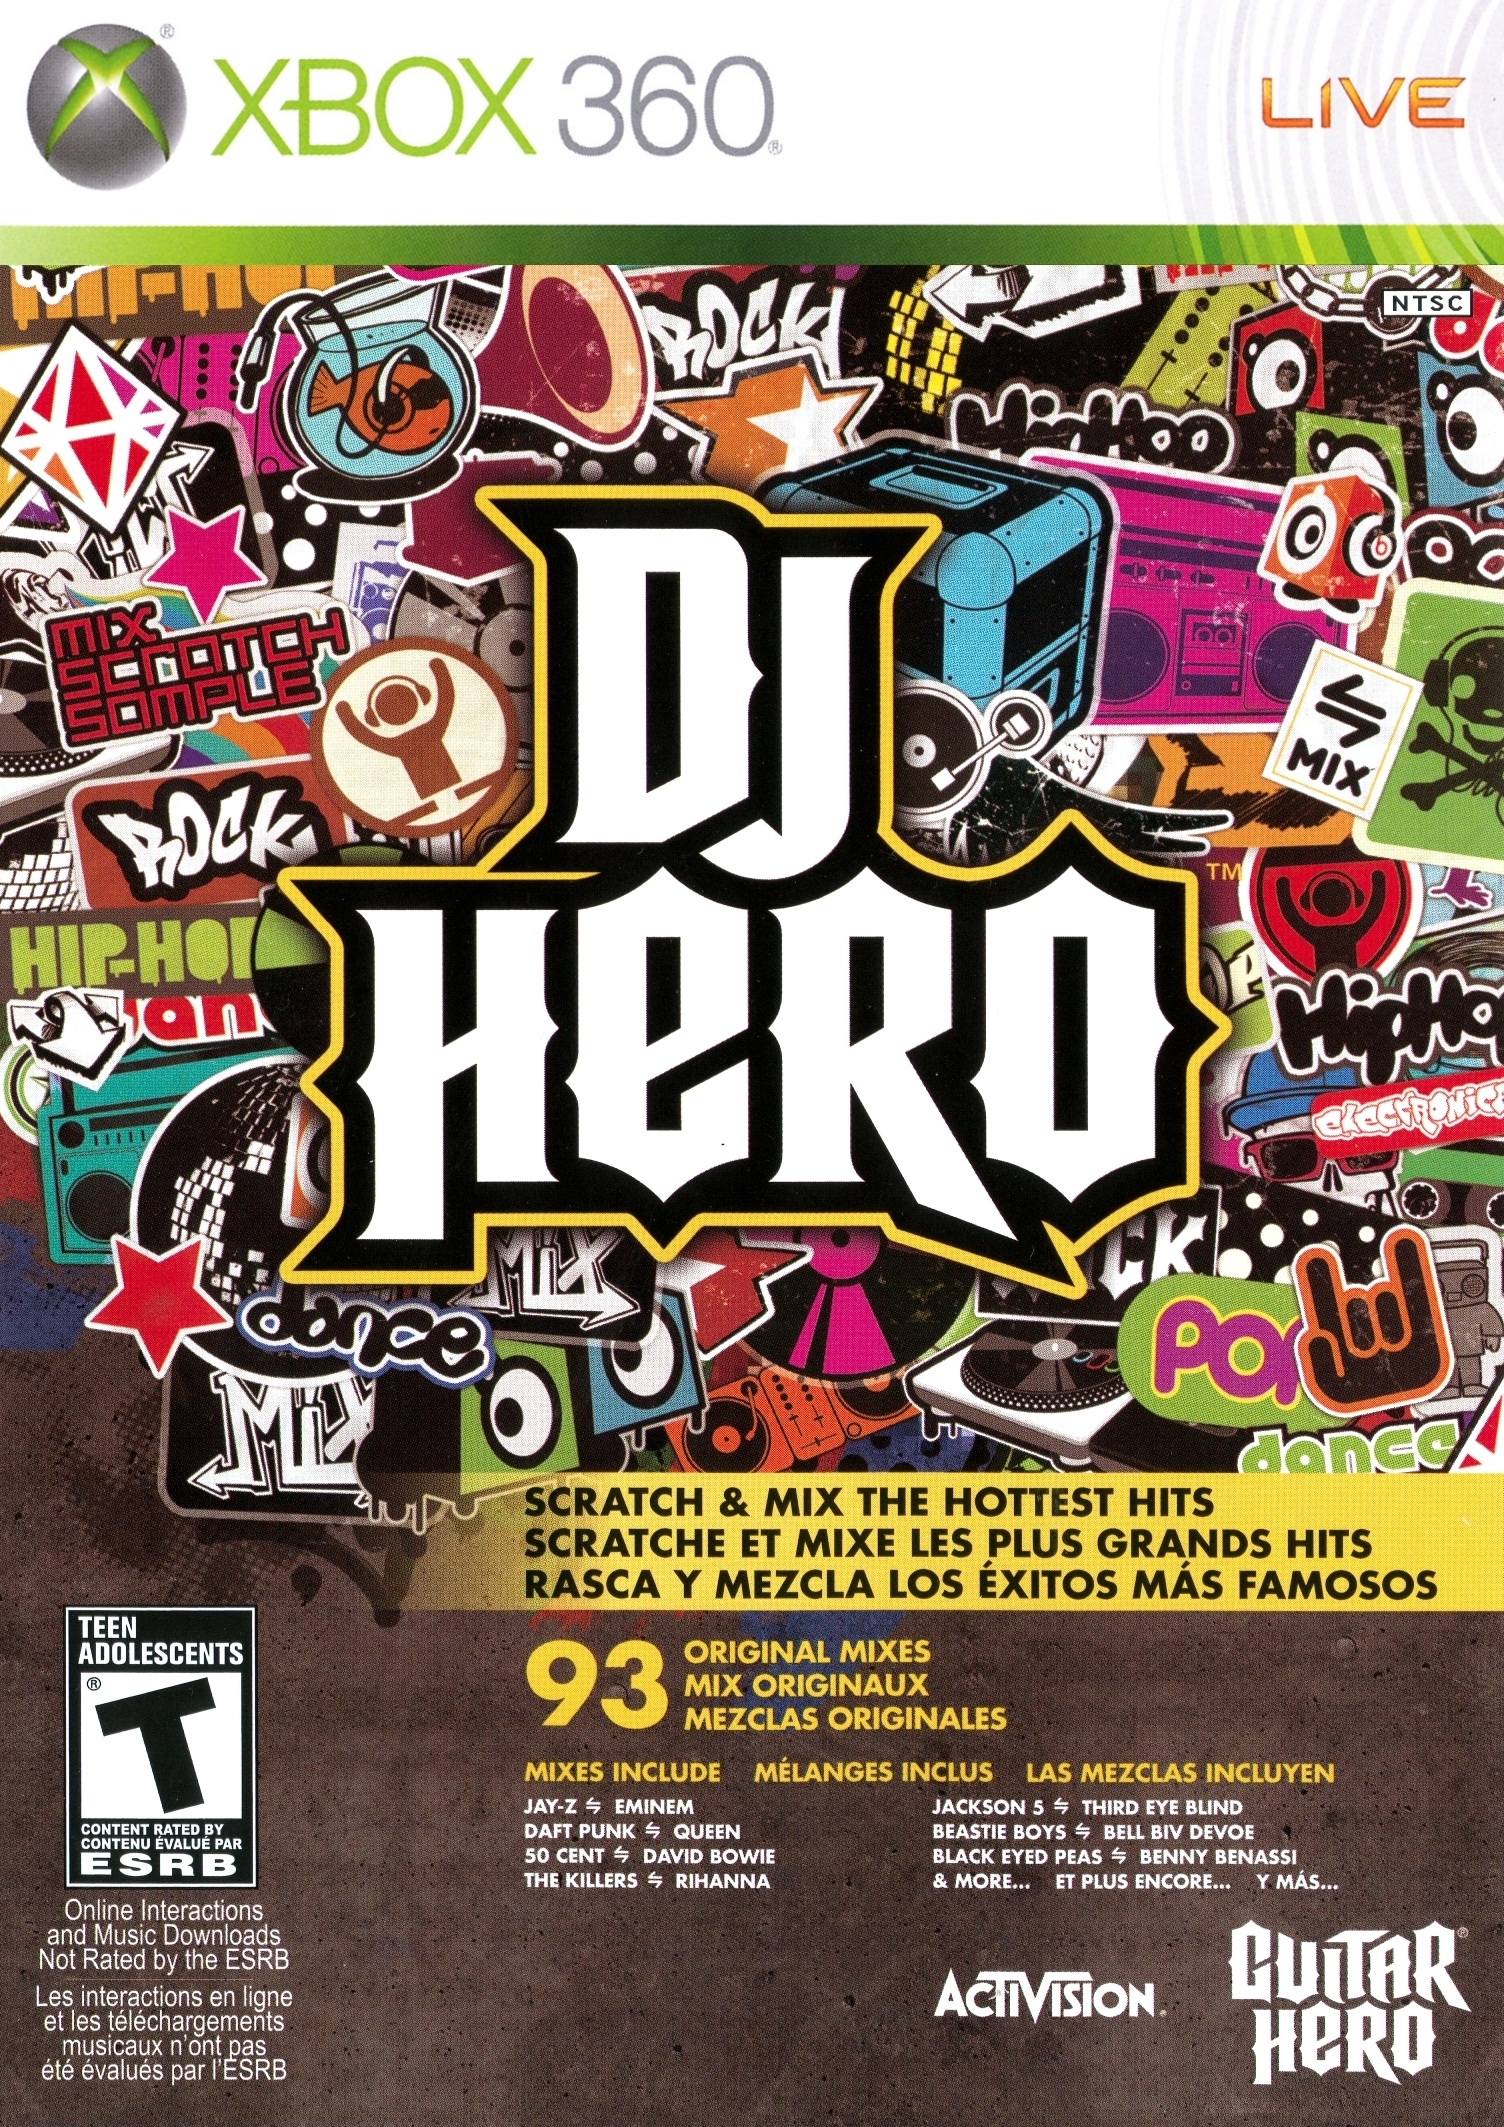 XBOX 360®
LIVE
NTSC
HIP-HOP
ROCK
HipHop
MIX
SCRATCH
SAMPLE
MIX
ROCK
DJ
HERO
TM
HIP-HOP
HipHop
electronica
dance
MIX
MIX
POP
dance
SCRATCH & MIX THE HOTTEST HITS
SCRATCHE ET MIXE LES PLUS GRANDS HITS
RASCA Y MEZCLA LOS ÉXITOS MÁS FAMOSOS
93 ORIGINAL MIXES
MIX ORIGINAUX
MEZCLAS ORIGINALES
MIXES INCLUDE MÉLANGES INCLUS LAS MEZCLAS INCLUYEN
JAY-Z ⇋ EMINEM
DAFT PUNK ⇋ QUEEN
50 CENT ⇋ DAVID BOWIE
THE KILLERS ⇋ RIHANNA
JACKSON 5 ⇋ THIRD EYE BLIND
BEASTIE BOYS ⇋ BELL BIV DEVOE
BLACK EYED PEAS ⇋ BENNY BENASSI
& MORE... ET PLUS ENCORE... Y MÁS...
TEEN
ADOLESCENTS
®
T
CONTENT RATED BY
CONTENU ÉVALUÉ PAR
ESRB
Online Interactions
and Music Downloads
Not Rated by the ESRB
Les interactions en ligne
et les téléchargements
musicaux n'ont pas
été évalués par l'ESRB
ACTIVISION®
GUITAR®
HERO